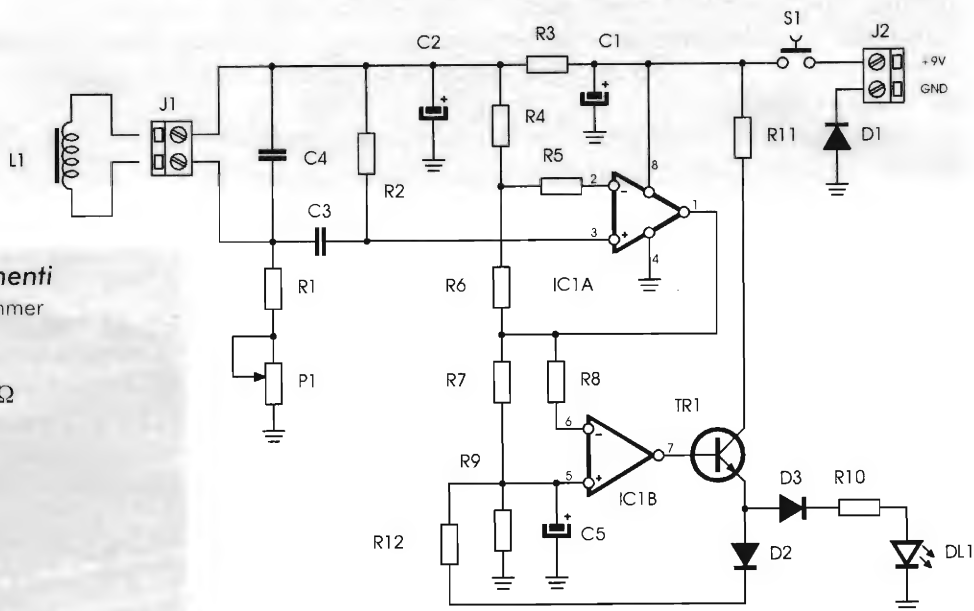 S1
J2
C2
R3
C1
+9V
GND
J1
R4
R11
D1
L1
C4
R2
R5
8
2
-
+
1
C3
3
+
4
R1
R6
IC1A
P1
Ω
R7
R8
TR1
6
-
7
R9
5
+
IC1B
D3
R10
R12
+
C5
D2
DL1